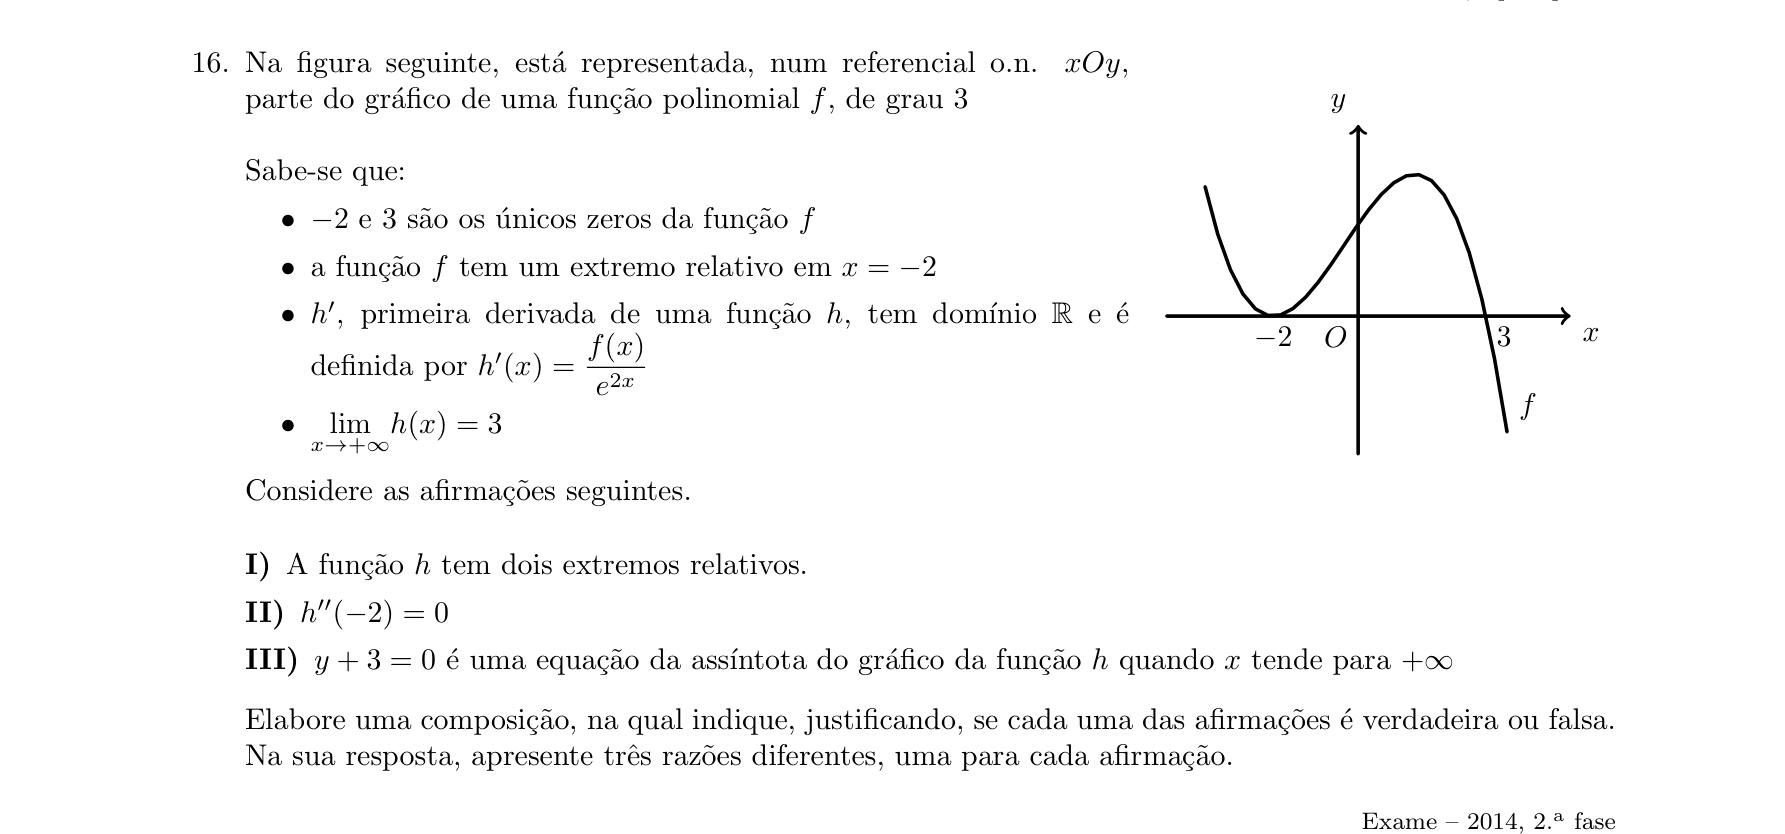 16. Na figura seguinte, está representada, num referencial o.n. xOy,
parte do gráfico de uma função polinomial f, de grau 3
Sabe-se que:
• −2 e 3 são os únicos zeros da função f
• a função f tem um extremo relativo em x = −2
• h′, primeira derivada de uma função h, tem domínio ℝ e é
definida por h′(x) = f(x)/e^{2x}
• lim_{x→+∞} h(x) = 3
y
−2 O 3 x
f
Considere as afirmações seguintes.
I) A função h tem dois extremos relativos.
II) h′′(−2) = 0
III) y + 3 = 0 é uma equação da assíntota do gráfico da função h quando x tende para +∞
Elabore uma composição, na qual indique, justificando, se cada uma das afirmações é verdadeira ou falsa.
Na sua resposta, apresente três razões diferentes, uma para cada afirmação.
Exame – 2014, 2.ª fase